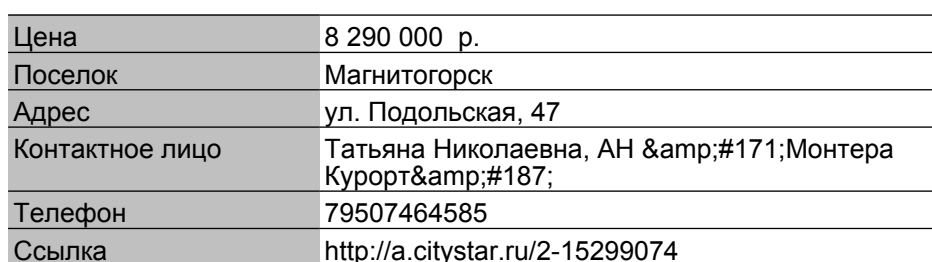 Цена 8 290 000 р.
Поселок Магнитогорск
Адрес ул. Подольская, 47
Контактное лицо Татьяна Николаевна, АН &amp;#171;Монтера
Курорт&amp;#187;
Телефон 79507464585
Ссылка http://a.citystar.ru/2-15299074